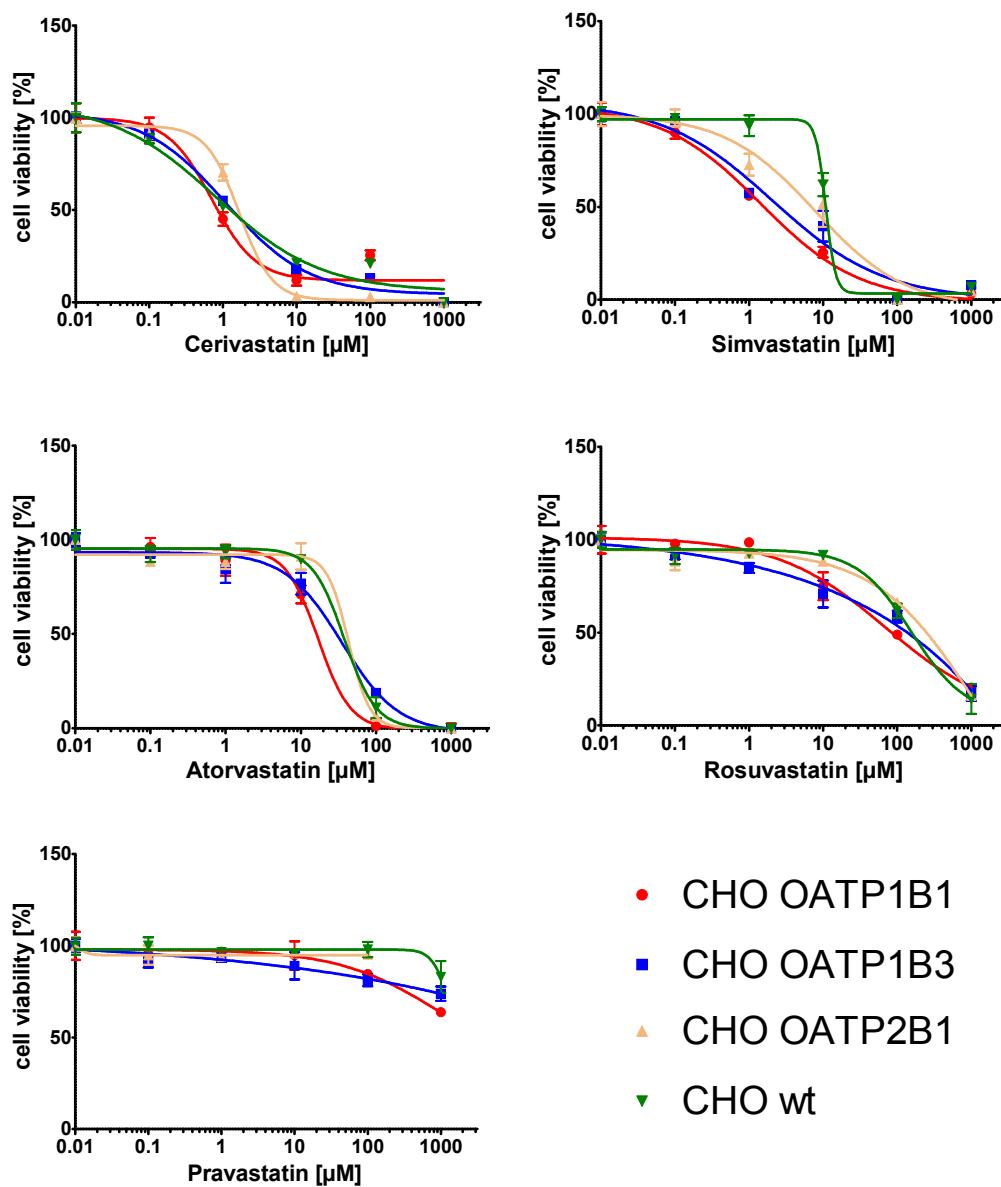 150
100
50
0
cell viability [%]
0.01 0.1 1 10 100 1000
Cerivastatin [µM]
150
100
50
0
cell viability [%]
0.01 0.1 1 10 100 1000
Simvastatin [µM]
150
100
50
0
cell viability [%]
0.01 0.1 1 10 100 1000
Atorvastatin [µM]
150
100
50
0
cell viability [%]
0.01 0.1 1 10 100 1000
Rosuvastatin [µM]
150
100
50
0
cell viability [%]
0.01 0.1 1 10 100 1000
Pravastatin [µM]
CHO OATP1B1
CHO OATP1B3
CHO OATP2B1
CHO wt